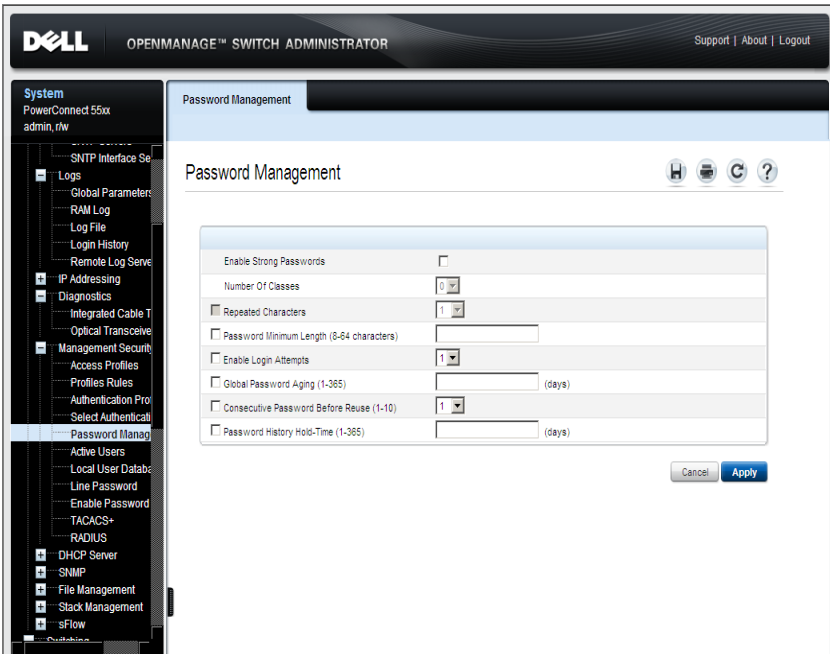 DELL
OPENMANAGE™ SWITCH ADMINISTRATOR
Support | About | Logout
System
PowerConnect 55xx
admin, r/w
SNTP Interface Se
Logs
Global Parameters
RAM Log
Log File
Login History
Remote Log Serve
IP Addressing
Diagnostics
Integrated Cable T
Optical Transceive
Management Securit
Access Profiles
Profiles Rules
Authentication Pro
Select Authenticati
Password Manag
Active Users
Local User Databa
Line Password
Enable Password
TACACS+
RADIUS
DHCP Server
SNMP
File Management
Stack Management
sFlow
Switching
Password Management
Password Management
Enable Strong Passwords
Number Of Classes 0
Repeated Characters 1
Password Minimum Length (8-64 characters)
Enable Login Attempts 1
Global Password Aging (1-365) (days)
Consecutive Password Before Reuse (1-10) 1
Password History Hold-Time (1-365) (days)
Cancel Apply